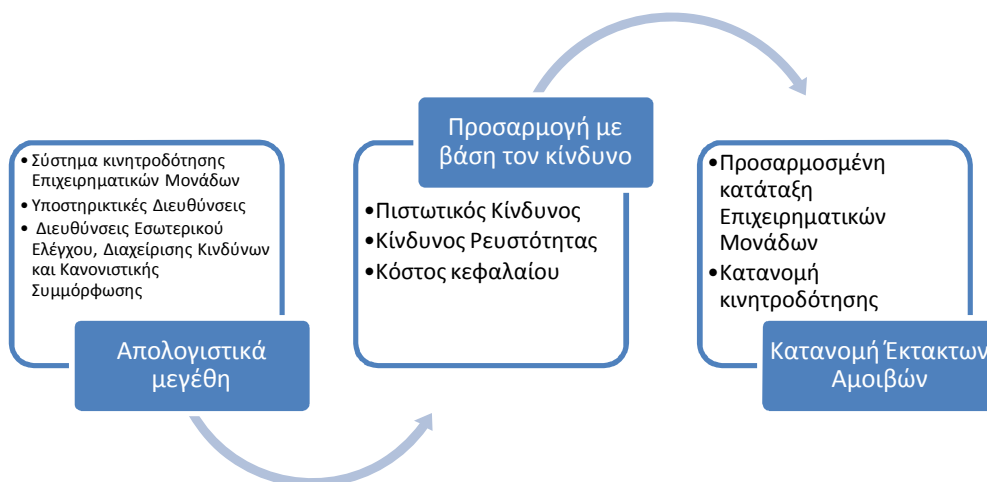 •Σύστημα κινητροδότησης
Επιχειρηματικών Μονάδων
•Υποστηρικτικές Διευθύνσεις
• Διευθύνσεις Εσωτερικού
Ελέγχου, Διαχείρισης Κινδύνων
και Κανονιστικής
Συμμόρφωσης
Απολογιστικά
μεγέθη
Προσαρμογή με
βάση τον κίνδυνο
•Πιστωτικός Κίνδυνος
•Κίνδυνος Ρευστότητας
•Κόστος κεφαλαίου
•Προσαρμοσμένη
κατάταξη
Επιχειρηματικών
Μονάδων
•Κατανομή
κινητροδότησης
Κατανομή Έκτακτων
Αμοιβών